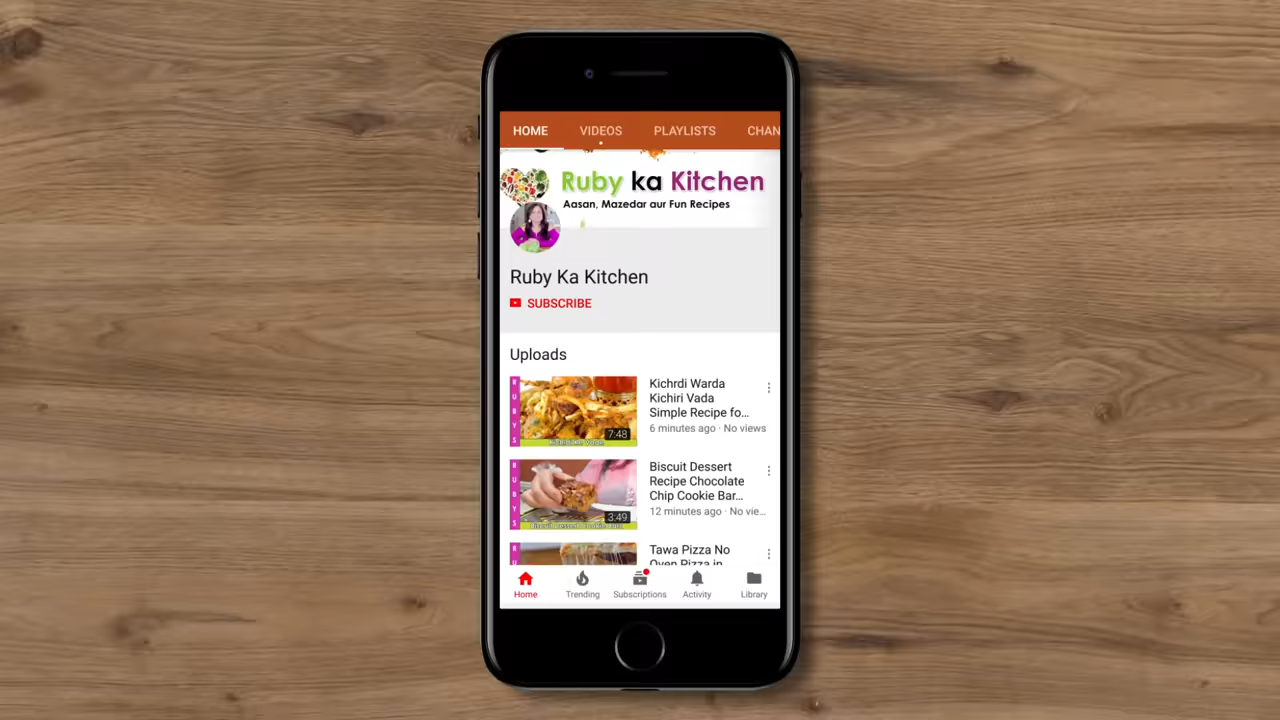 HOME VIDEOS PLAYLISTS CHAN
Ruby ka Kitchen
Aasan, Mazedar aur Fun Recipes
Ruby Ka Kitchen
SUBSCRIBE
Uploads
RUBYS
7:48
Kichrdi Warda
Kichiri Vada
Simple Recipe fo...
6 minutes ago · No views
RUBYS
3:49
Biscuit Dessert
Recipe Chocolate
Chip Cookie Bar...
12 minutes ago · No vie...
R
U
Tawa Pizza No
Oven Pizza in
Home Trending Subscriptions Activity Library